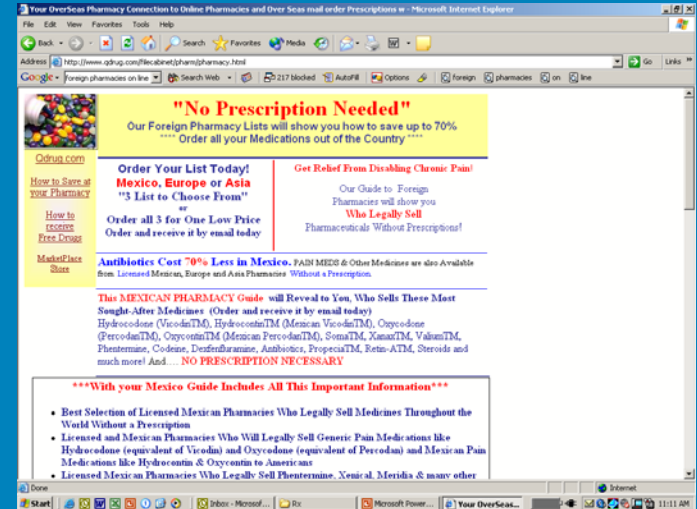 Your OverSeas Pharmacy Connection to Online Pharmacies and Over Seas mail order Prescriptions w - Microsoft Internet Explorer
File Edit View Favorites Tools Help
Back Search Favorites Media
Address http://www.qdrug.com/filecabinet/pharm/pharmacy.html Go Links »
Google foreign pharmacies on line Search Web 217 blocked AutoFill Options foreign pharmacies on line
"No Prescription Needed"
Our Foreign Pharmacy Lists will show you how to save up to 70%
**** Order all your Medications out of the Country ****
Qdrug.com
How to Save at
your Pharmacy
How to
receive
Free Drugs
MarketPlace
Store
Order Your List Today!
Mexico, Europe or Asia
"3 List to Choose From"
or
Order all 3 for One Low Price
Order and receive it by email today
Get Relief From Disabling Chronic Pain!
Our Guide to Foreign
Pharmacies will show you
Who Legally Sell
Pharmaceuticals Without Prescriptions!
Antibiotics Cost 70% Less in Mexico. PAIN MEDS & Other Medicines are also Available
from Licensed Mexican, Europe and Asia Pharmacies Without a Prescription.
This MEXICAN PHARMACY Guide will Reveal to You, Who Sells These Most
Sought-After Medicines (Order and receive it by email today)
Hydrocodone (VicodinTM), HydrocontinTM (Mexican VicodinTM), Oxycodone
(PercodanTM), OxycontinTM (Mexican PercodanTM), SomaTM, XanaxTM, ValiumTM,
Phentermine, Codeine, Dexfenfluramine, Antibiotics, PropeciaTM, Retin-ATM, Steroids and
much more! And.... NO PRESCRIPTION NECESSARY
***With your Mexico Guide Includes All This Important Information***
• Best Selection of Licensed Mexican Pharmacies Who Legally Sell Medicines Throughout the
World Without a Prescription
• Licensed and Mexican Pharmacies Who Will Legally Sell Generic Pain Medications like
Hydrocodone (equivalent of Vicodin) and Oxycodone (equivalent of Percodan) and Mexican Pain
Medications like Hydrocontin & Oxycontin to Americans
• Licensed Mexican Pharmacies Who Legally Sell Phentermine, Xenical, Meridia & many other
Done Internet
Start Inbox - Microsof... Rx Microsoft Power... Your OverSeas... 11:11 AM